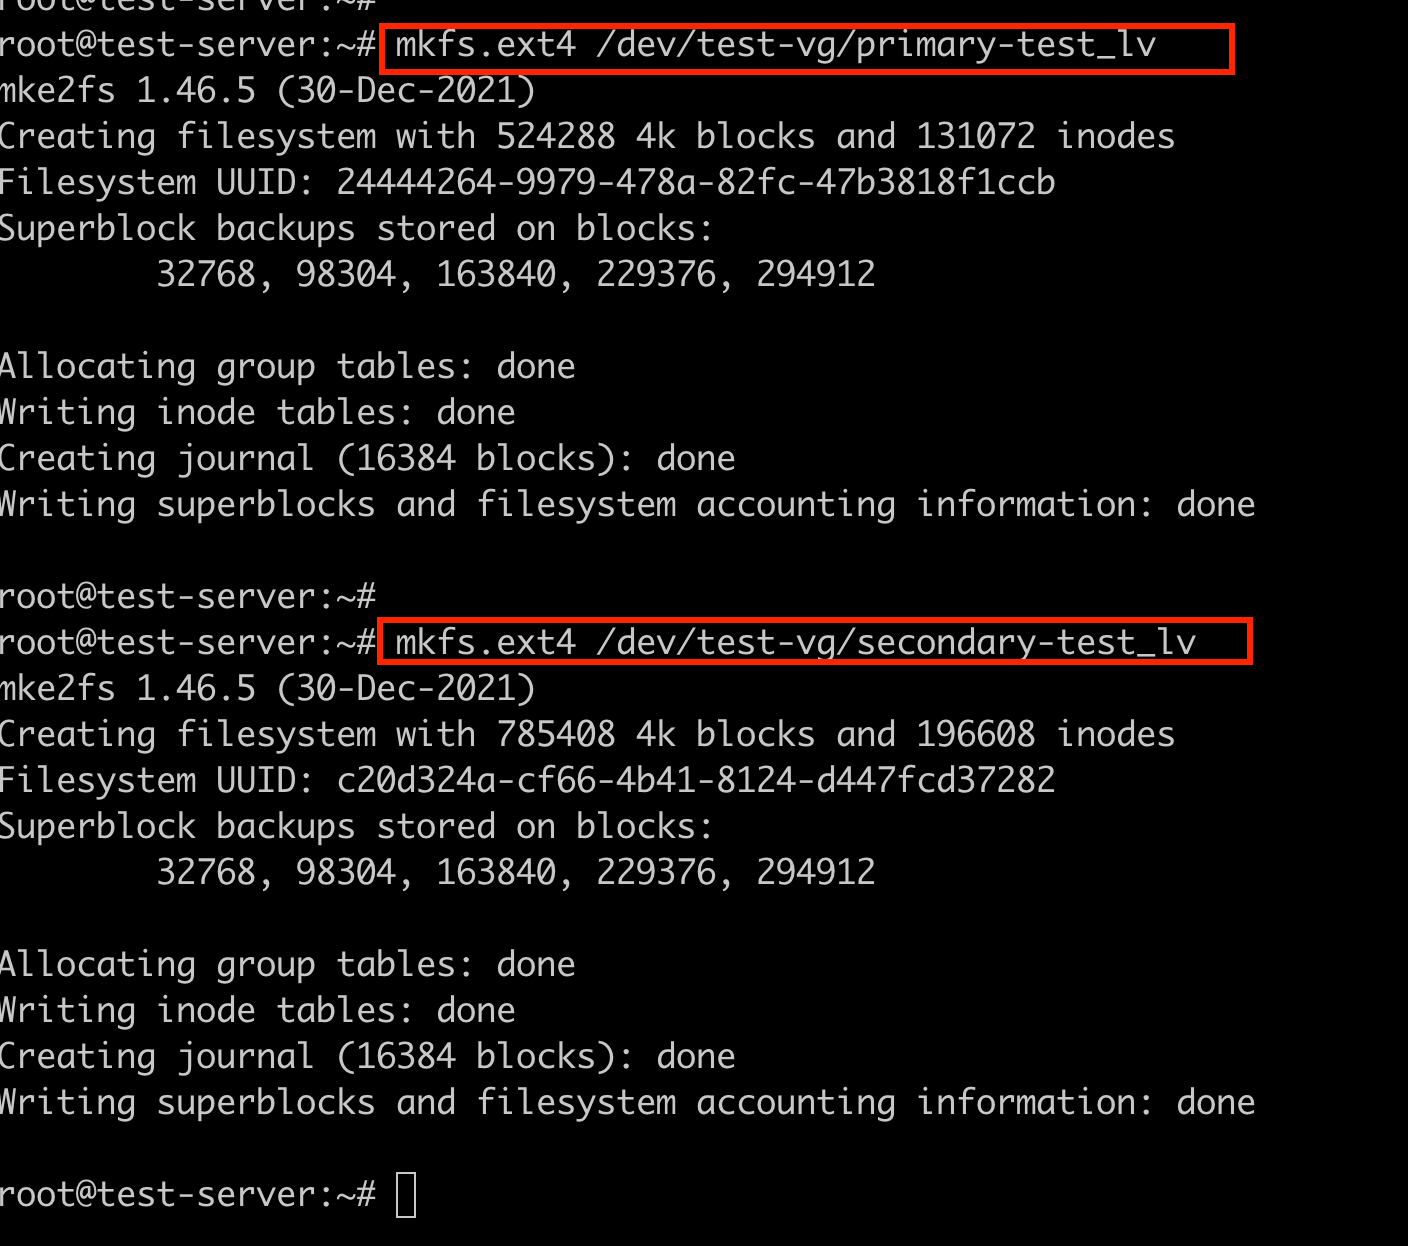 root@test-server:~#
root@test-server:~# mkfs.ext4 /dev/test-vg/primary-test_lv
mke2fs 1.46.5 (30-Dec-2021)
Creating filesystem with 524288 4k blocks and 131072 inodes
Filesystem UUID: 24444264-9979-478a-82fc-47b3818f1ccb
Superblock backups stored on blocks:
        32768, 98304, 163840, 229376, 294912

Allocating group tables: done
Writing inode tables: done
Creating journal (16384 blocks): done
Writing superblocks and filesystem accounting information: done

root@test-server:~#
root@test-server:~# mkfs.ext4 /dev/test-vg/secondary-test_lv
mke2fs 1.46.5 (30-Dec-2021)
Creating filesystem with 785408 4k blocks and 196608 inodes
Filesystem UUID: c20d324a-cf66-4b41-8124-d447fcd37282
Superblock backups stored on blocks:
        32768, 98304, 163840, 229376, 294912

Allocating group tables: done
Writing inode tables: done
Creating journal (16384 blocks): done
Writing superblocks and filesystem accounting information: done

root@test-server:~#